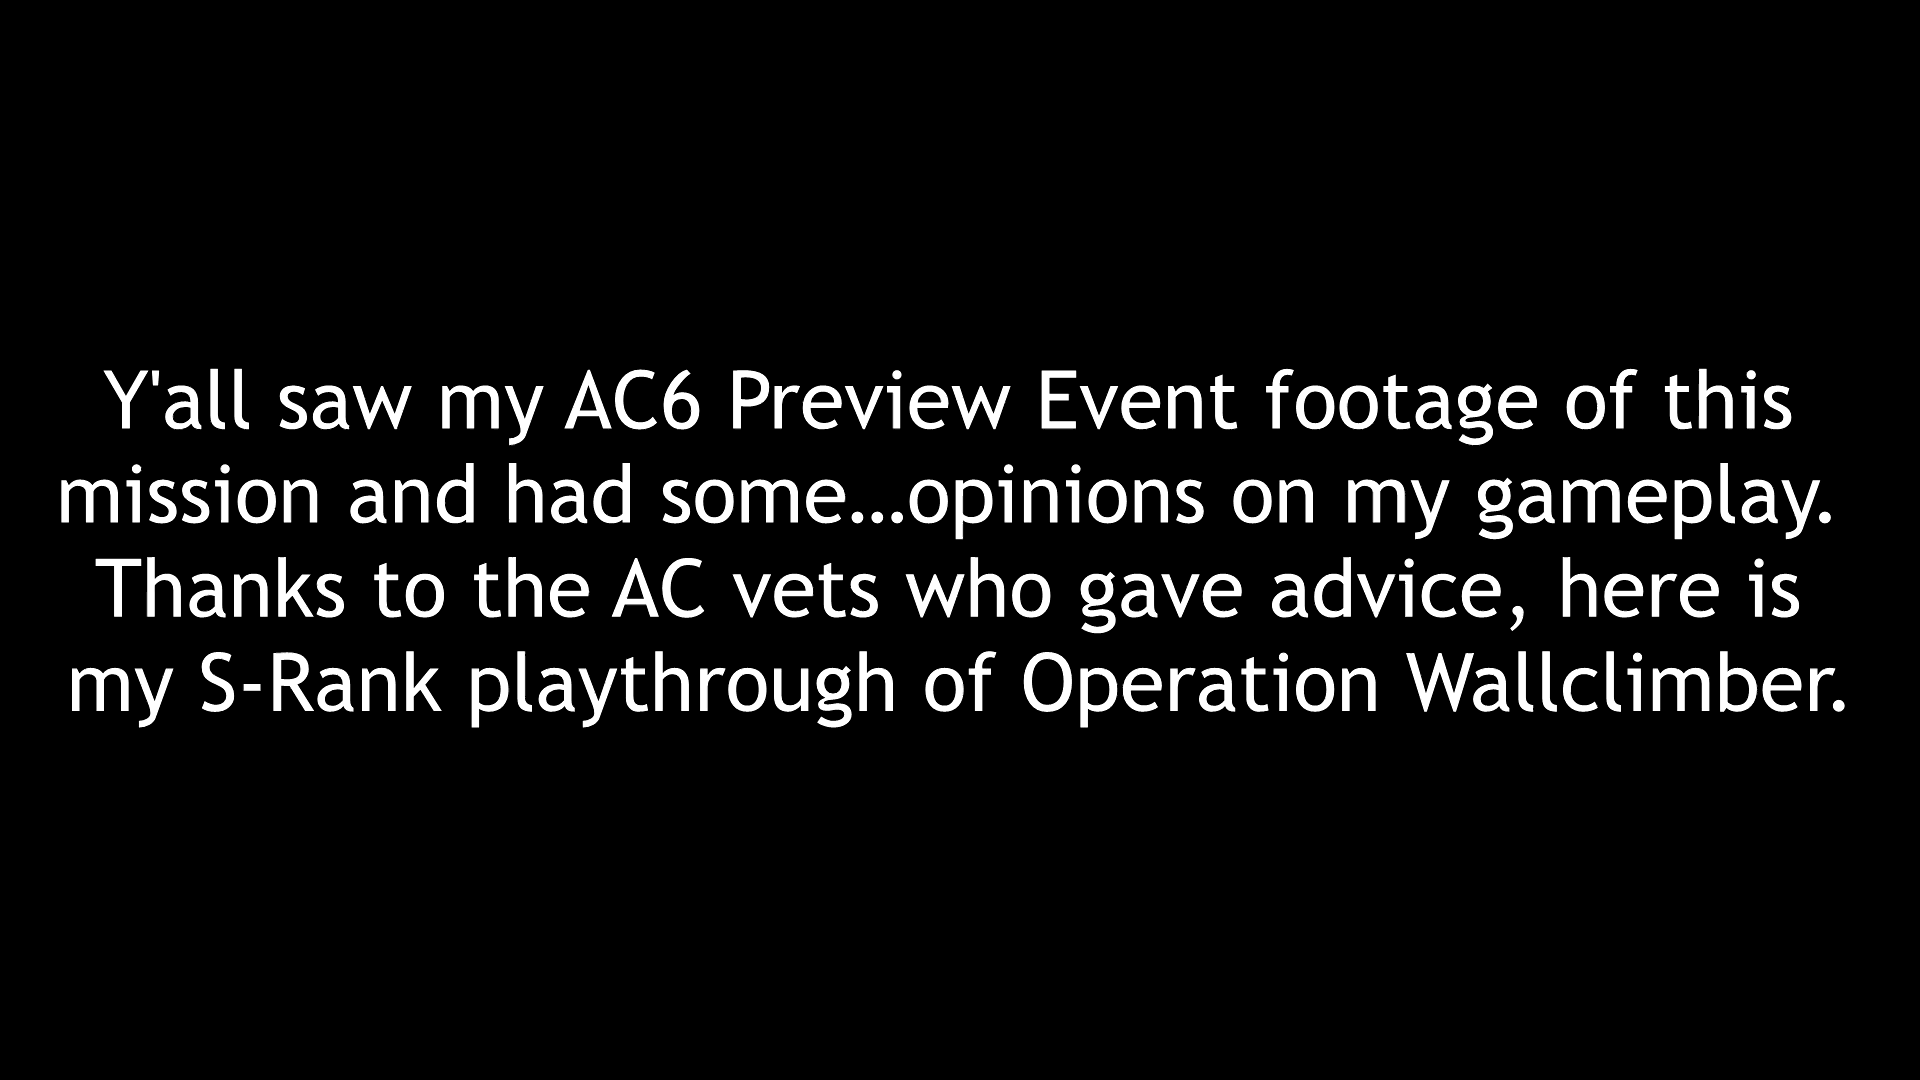 Y'all saw my AC6 Preview Event footage of this
mission and had some…opinions on my gameplay.
Thanks to the AC vets who gave advice, here is
my S-Rank playthrough of Operation Wallclimber.